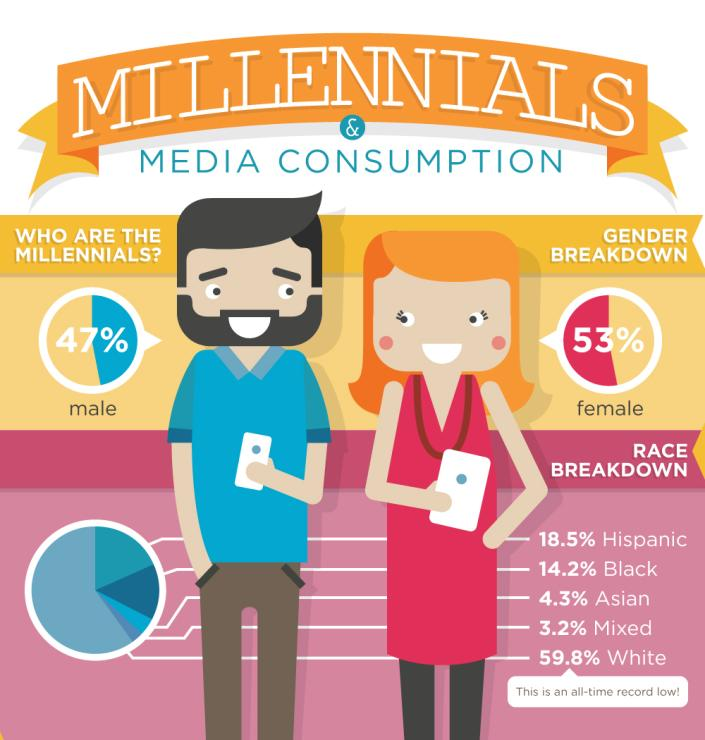 MILLENNIALS
&
MEDIA CONSUMPTION
WHO ARE THE
MILLENNIALS?
GENDER
BREAKDOWN
47%
male
53%
female
RACE
BREAKDOWN
18.5% Hispanic
14.2% Black
4.3% Asian
3.2% Mixed
59.8% White
This is an all-time record low!